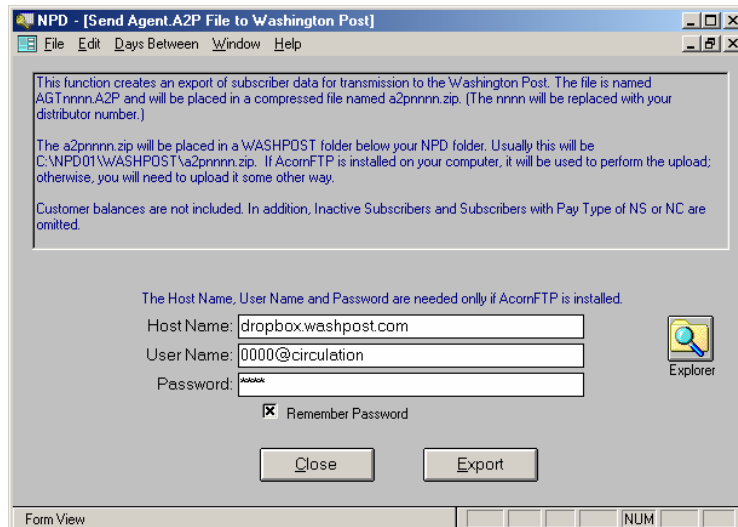 NPD - [Send Agent.A2P File to Washington Post]
File Edit Days Between Window Help
This function creates an export of subscriber data for transmission to the Washington Post. The file is named
AGTnnnn.A2P and will be placed in a compressed file named a2pnnnn.zip. (The nnnn will be replaced with your
distributor number.)
The a2pnnnn.zip will be placed in a WASHPOST folder below your NPD folder. Usually this will be
C:\NPD01\WASHPOST\a2pnnnn.zip. If AcornFTP is installed on your computer, it will be used to perform the upload;
otherwise, you will need to upload it some other way.
Customer balances are not included. In addition, Inactive Subscribers and Subscribers with Pay Type of NS or NC are
omitted.
The Host Name, User Name and Password are needed onlly if AcornFTP is installed.
Host Name: dropbox.washpost.com
User Name: 0000@circulation
Password: ****
Explorer
Remember Password
Close Export
Form View NUM